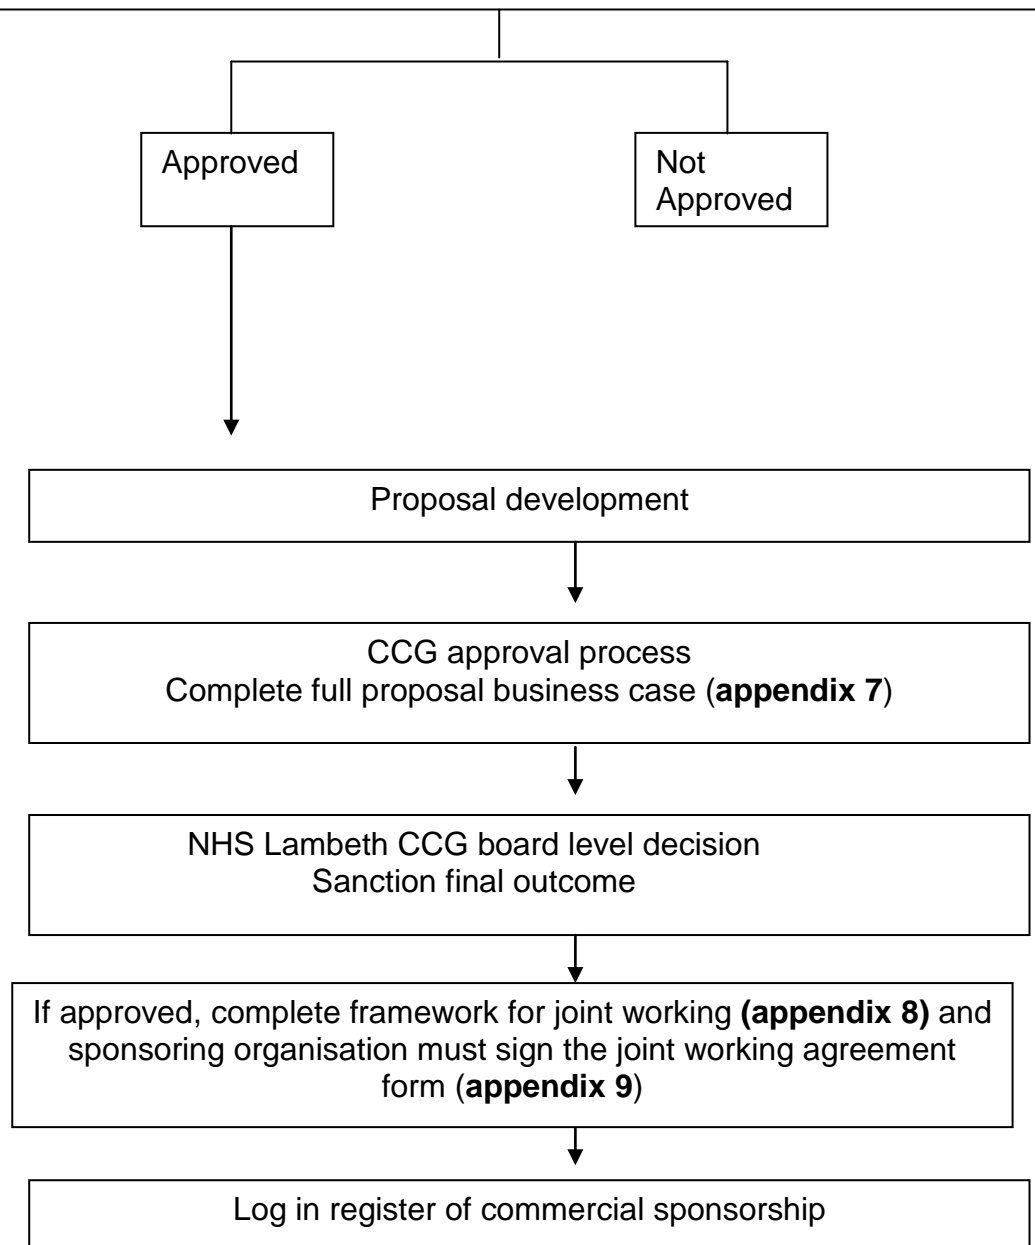 Approved
Not
Approved
Proposal development
CCG approval process
Complete full proposal business case (appendix 7)
NHS Lambeth CCG board level decision
Sanction final outcome
If approved, complete framework for joint working (appendix 8) and
sponsoring organisation must sign the joint working agreement
form (appendix 9)
Log in register of commercial sponsorship